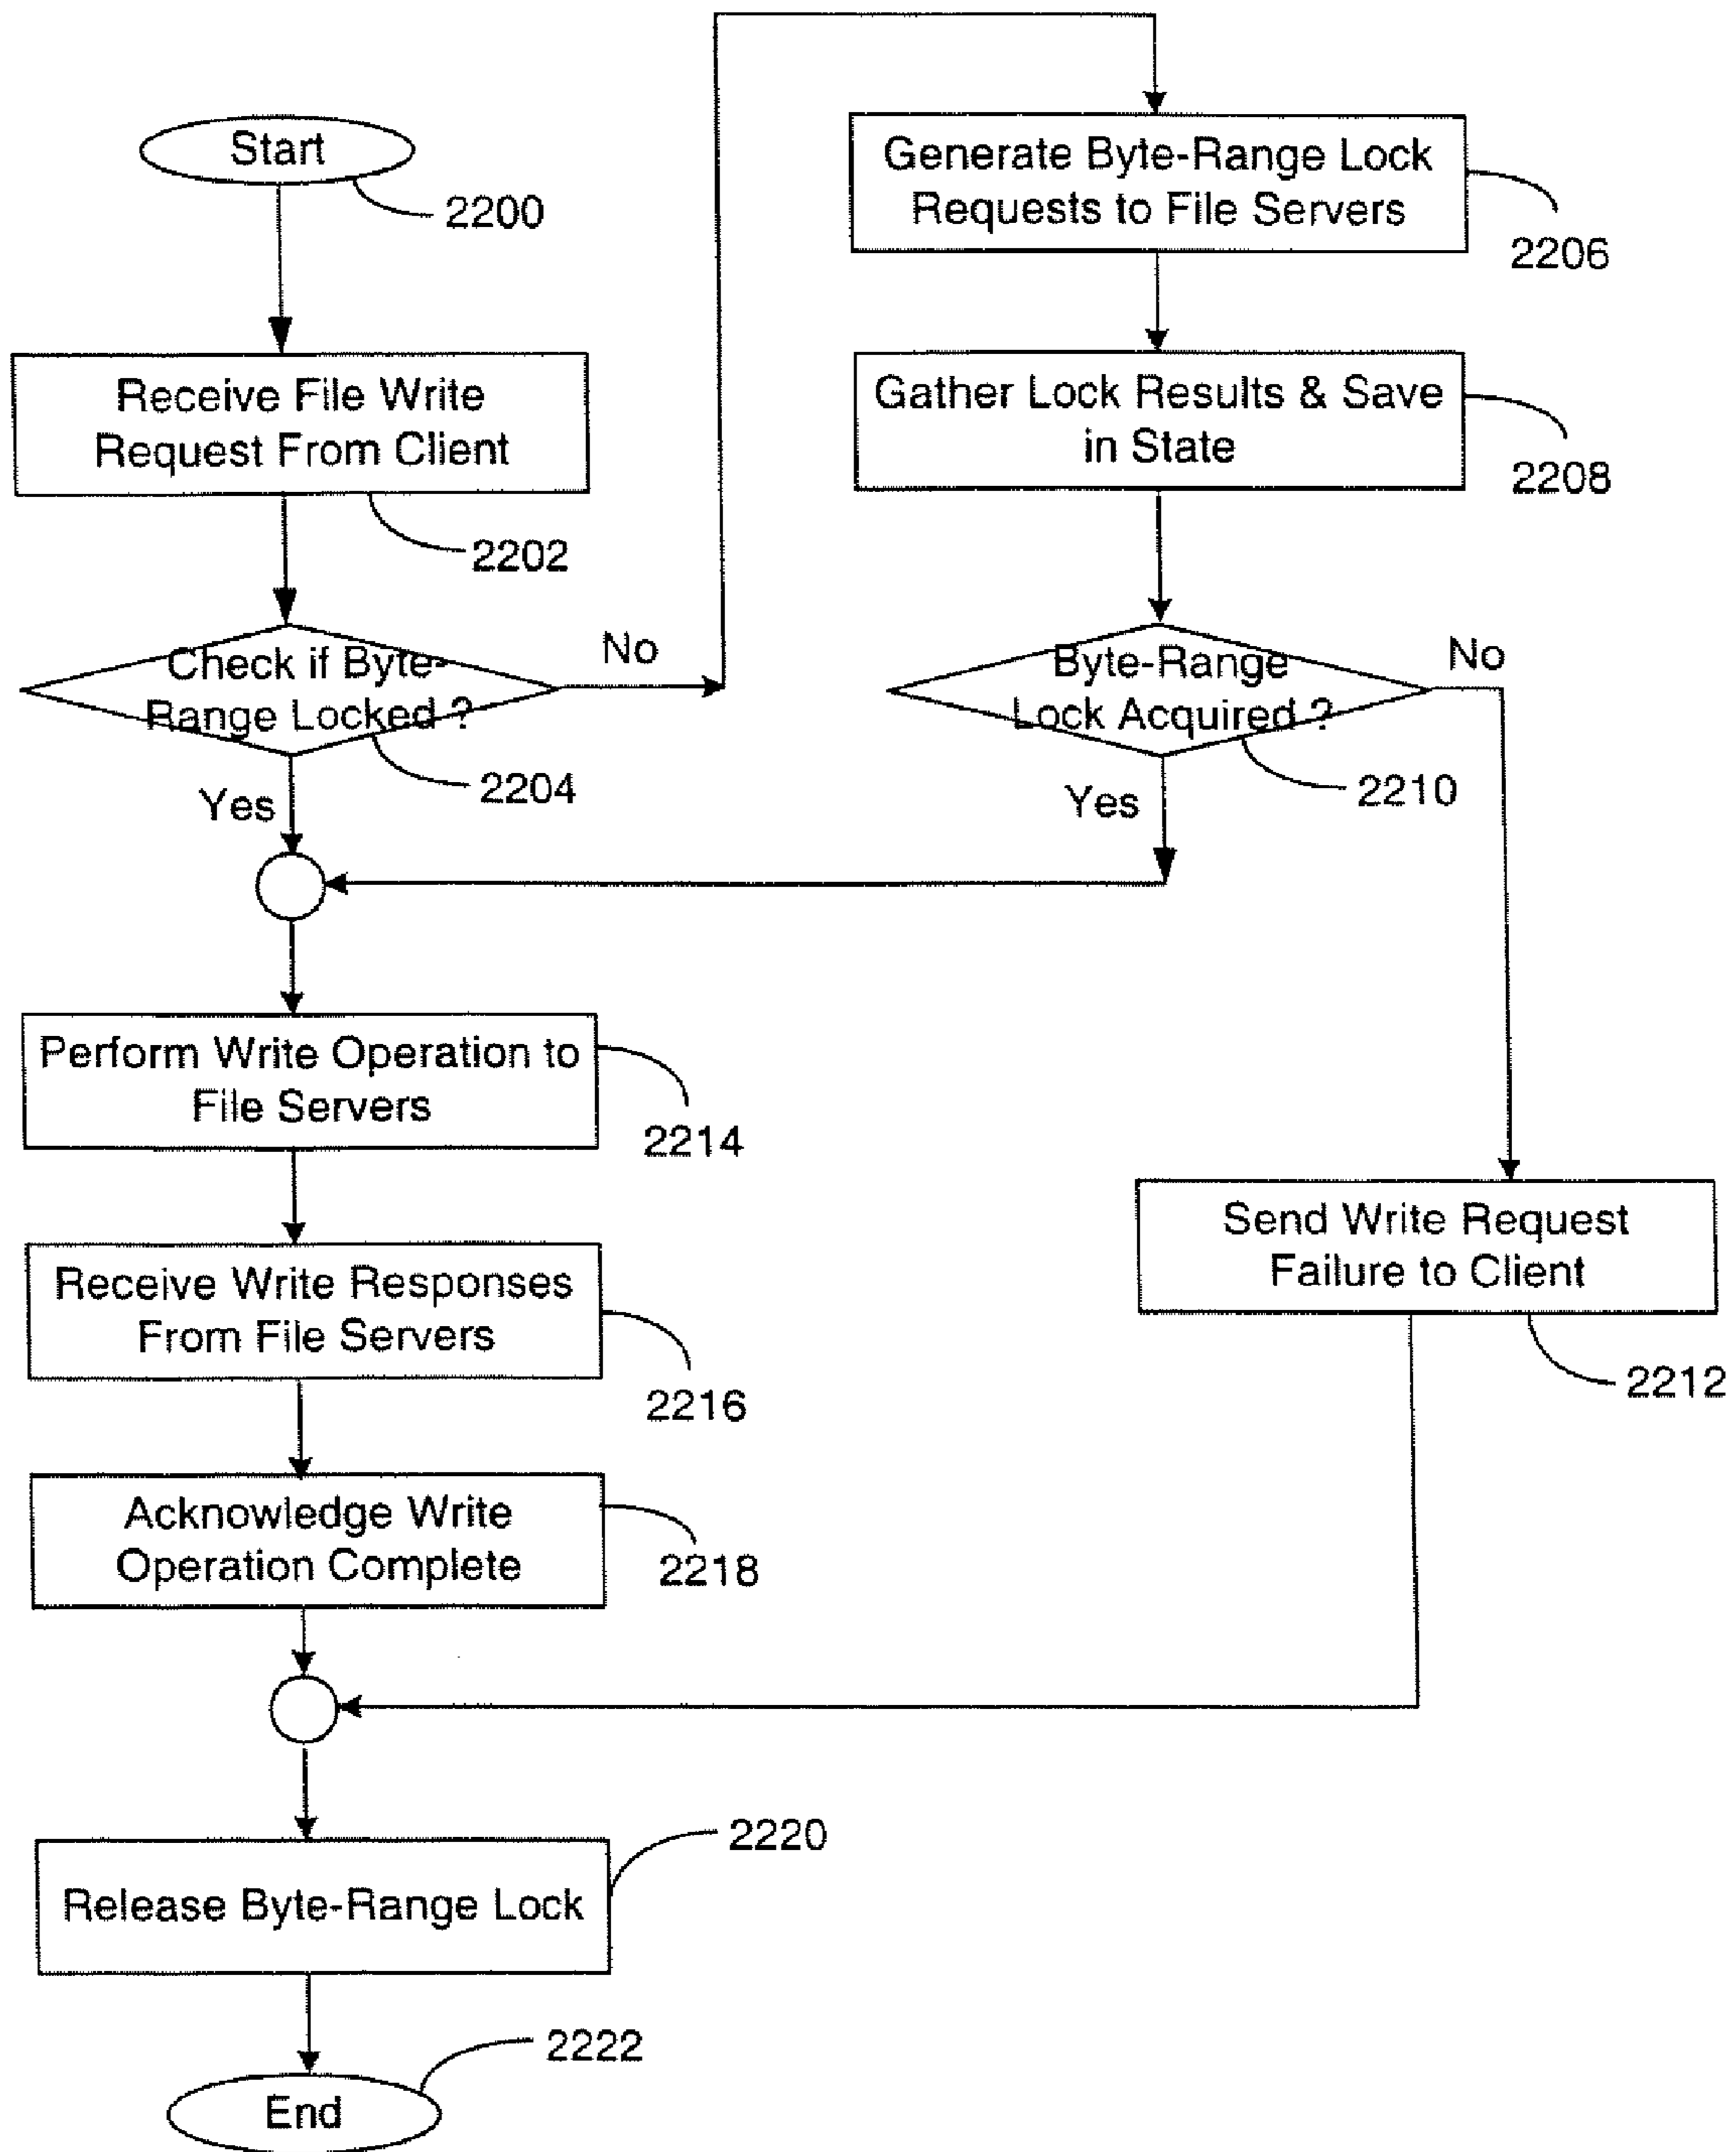 Start
2200
Receive File Write
Request From Client
2202
Check if Byte-
Range Locked ?
No
2204
Yes
Generate Byte-Range Lock
Requests to File Servers
2206
Gather Lock Results & Save
in State
2208
Byte-Range
Lock Acquired ?
No
2210
Yes
Perform Write Operation to
File Servers
2214
Send Write Request
Failure to Client
2212
Receive Write Responses
From File Servers
2216
Acknowledge Write
Operation Complete
2218
Release Byte-Range Lock
2220
End
2222